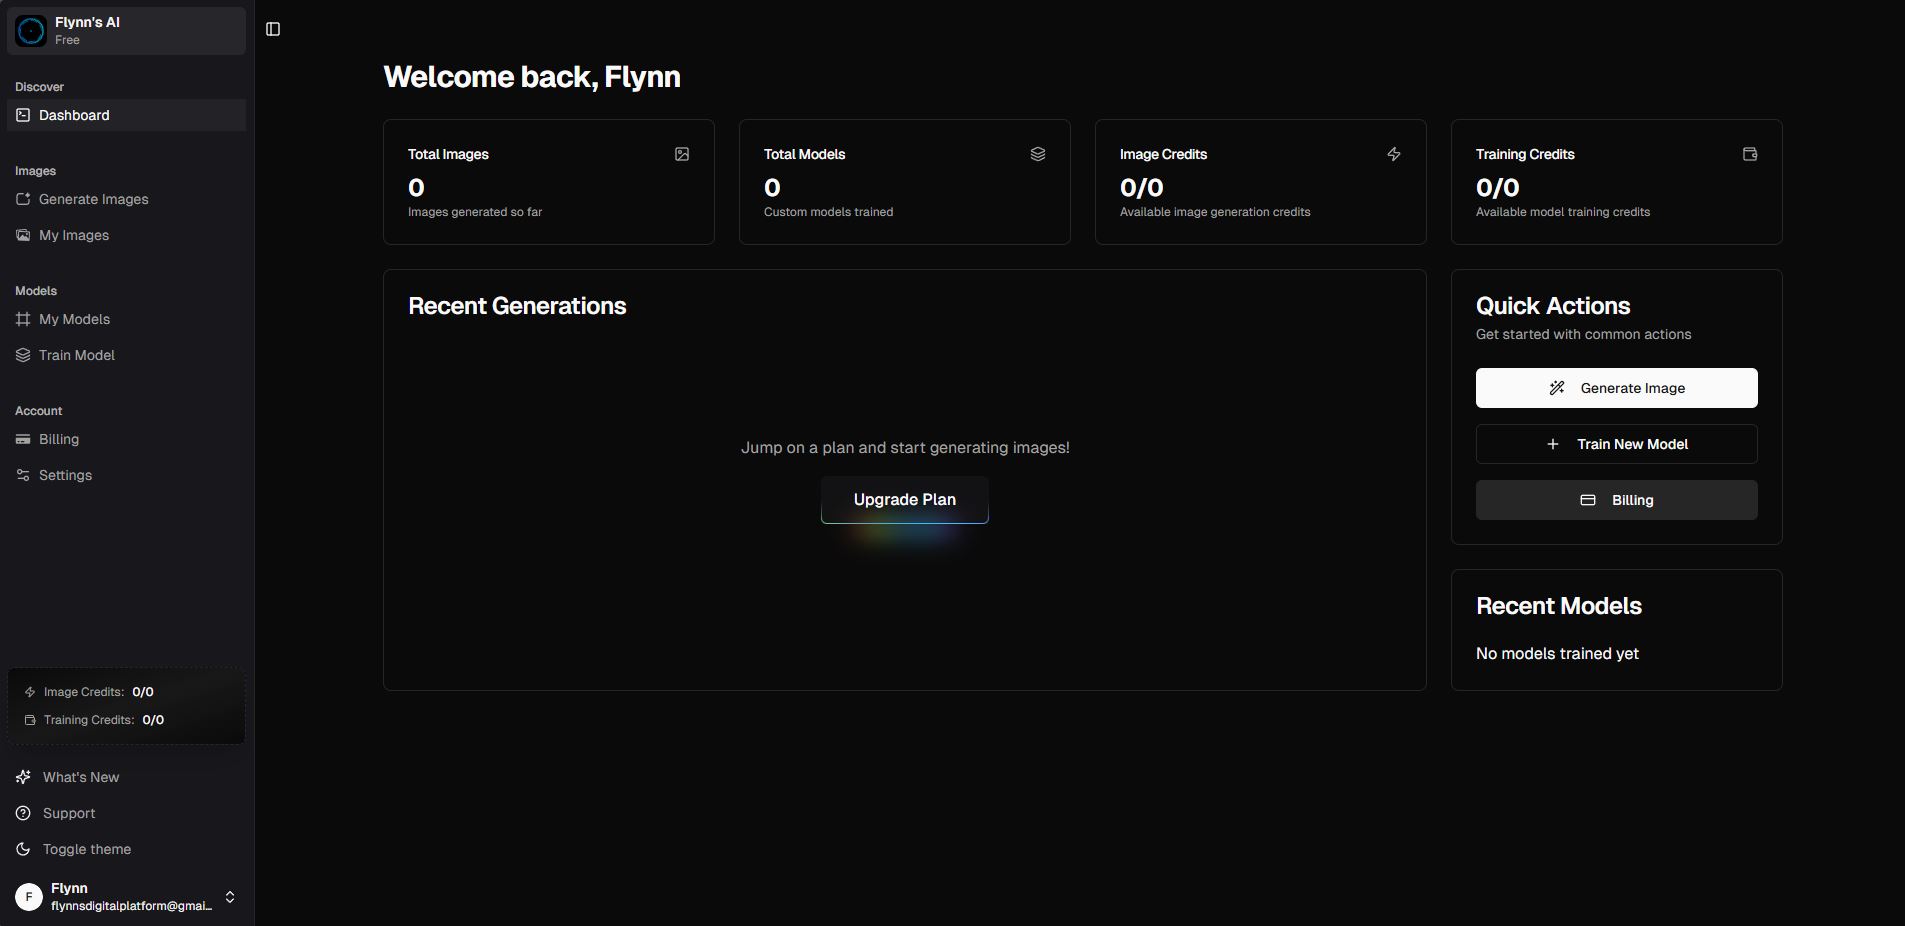 Flynn's AI
Free
Discover
Dashboard
Images
Generate Images
My Images
Models
My Models
Train Model
Account
Billing
Settings
Image Credits: 0/0
Training Credits: 0/0
What's New
Support
Toggle theme
F
Flynn
flynnsdigitalplatform@gmai...
Welcome back, Flynn
Total Images
0
Images generated so far
Total Models
0
Custom models trained
Image Credits
0/0
Available image generation credits
Training Credits
0/0
Available model training credits
Recent Generations
Jump on a plan and start generating images!
Upgrade Plan
Quick Actions
Get started with common actions
Generate Image
Train New Model
Billing
Recent Models
No models trained yet